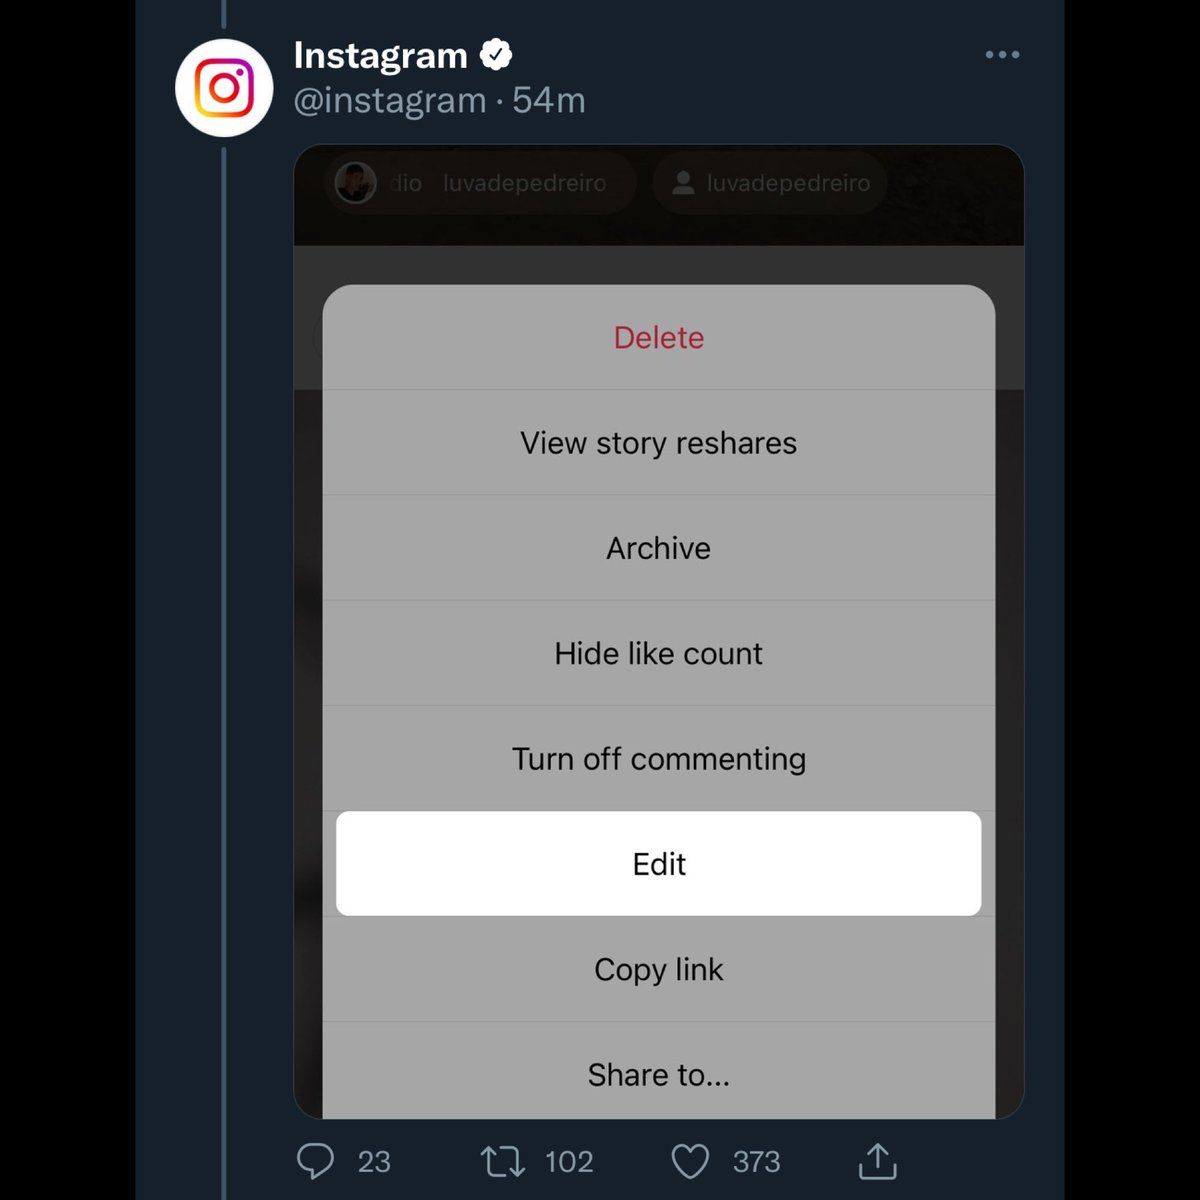 Instagram
@instagram · 54m
dio luvadepedreiro luvadepedreiro
Delete
View story reshares
Archive
Hide like count
Turn off commenting
Edit
Copy link
Share to...
23 102 373